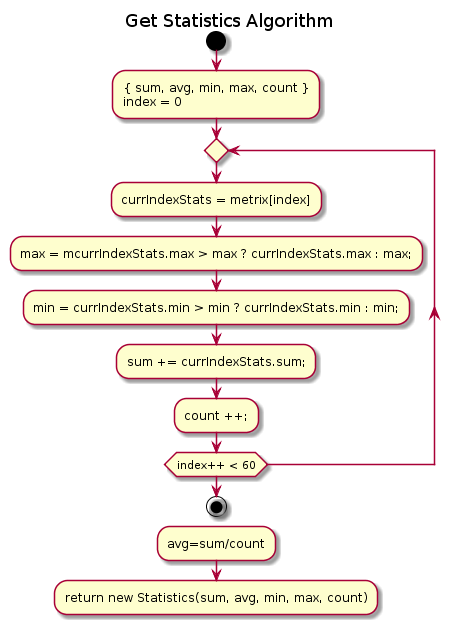 Get Statistics Algorithm
{ sum, avg, min, max, count }
index = 0
currIndexStats = metrix[index]
max = mcurrIndexStats.max > max ? currIndexStats.max : max;
min = currIndexStats.min > min ? currIndexStats.min : min;
sum += currIndexStats.sum;
count ++;
index++ < 60
avg=sum/count
return new Statistics(sum, avg, min, max, count)